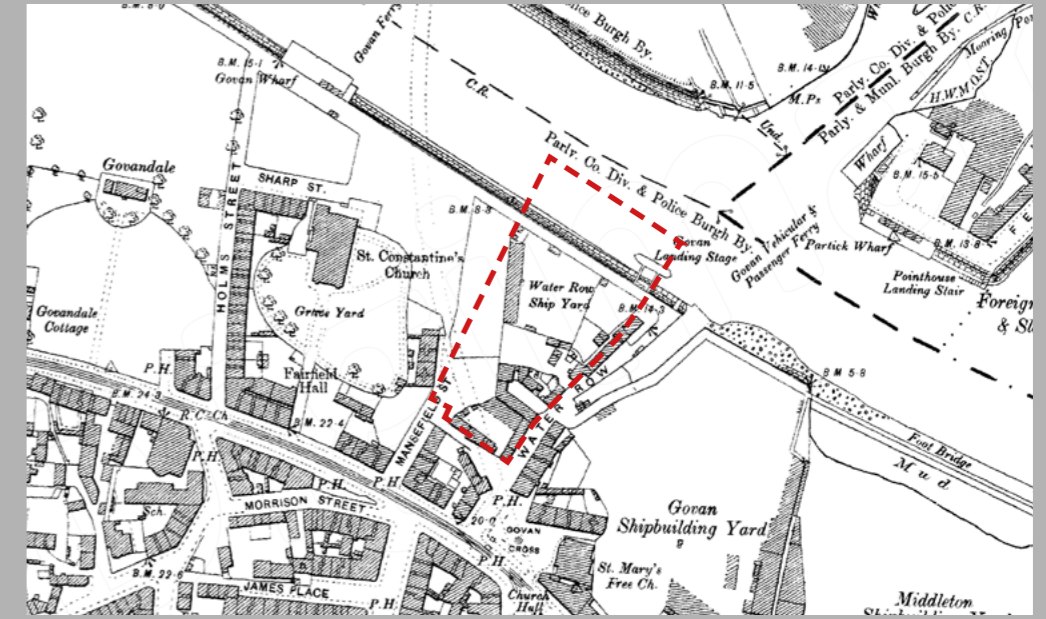 B.M. 8·0
Govan Ferry
Police Burgh By.
Parly. Co. Div. & Police
C.R.
Mooring
B.M. 15·1
Govan Wharf
B.M. 11·5
B.M. 14·1
M.Ps
Parly. & Munl. Burgh By.
H.W.M.O.S.T.
C.R.
Und.
Wharf
Govandale
SHARP ST.
HOLMS STREET
Parly. Co. Div. & Police Burgh By.
B.M. 15·5
B.M. 8·8
Govan
Landing Stage
Govan Vehicular &
Passenger Ferry
Partick Wharf
B.M. 13·8
St. Constantine's
Church
Water Row
Ship Yard
Pointhouse
Landing Stair
Foreign
Govandale
Cottage
Grave Yard
B.M. 14·3
P.H.
Fairfield
Hall
B.M. 5·8
B.M. 24·3
R.C. Ch
B.M. 22·4
MANSEFIELD ST.
WATER ROW
Foot Bridge
Mud
P.H.
P.H.
P.H.
P.H.
MORRISON STREET
Sch.
20·0
GOVAN
CROSS
Govan
Shipbuilding Yard
P.H.
B.M. 22·6
JAMES PLACE
St. Mary's
Free Ch.
P.H.
Church
Hall
Middleton